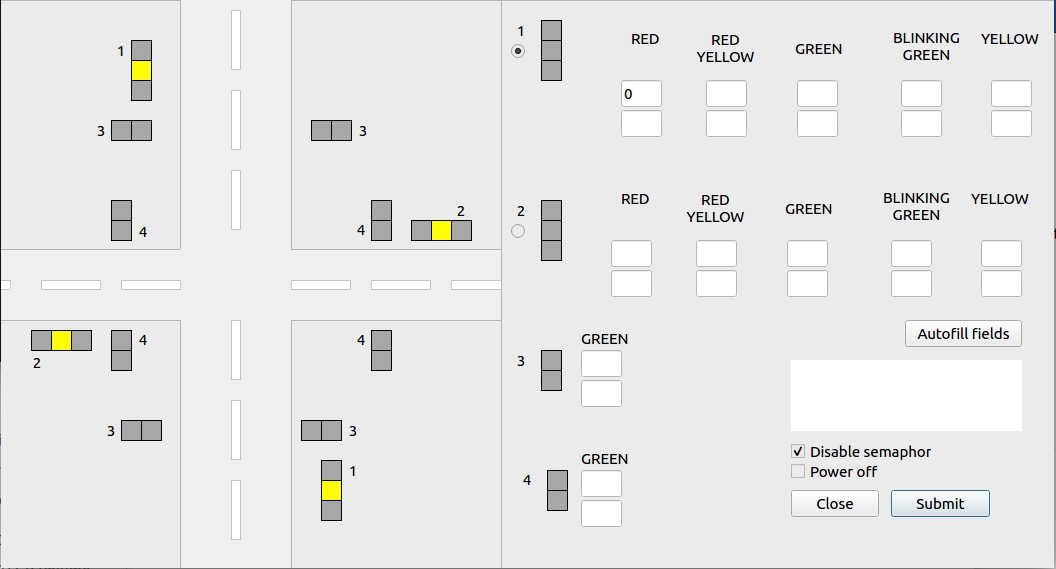 1
3
3
4
4
2
2
4
4
3
3
1
1
RED
RED
YELLOW
GREEN
BLINKING
GREEN
YELLOW
0
2
RED
RED
YELLOW
GREEN
BLINKING
GREEN
YELLOW
Autofill fields
3
GREEN
Disable semaphor
Power off
4
GREEN
Close
Submit